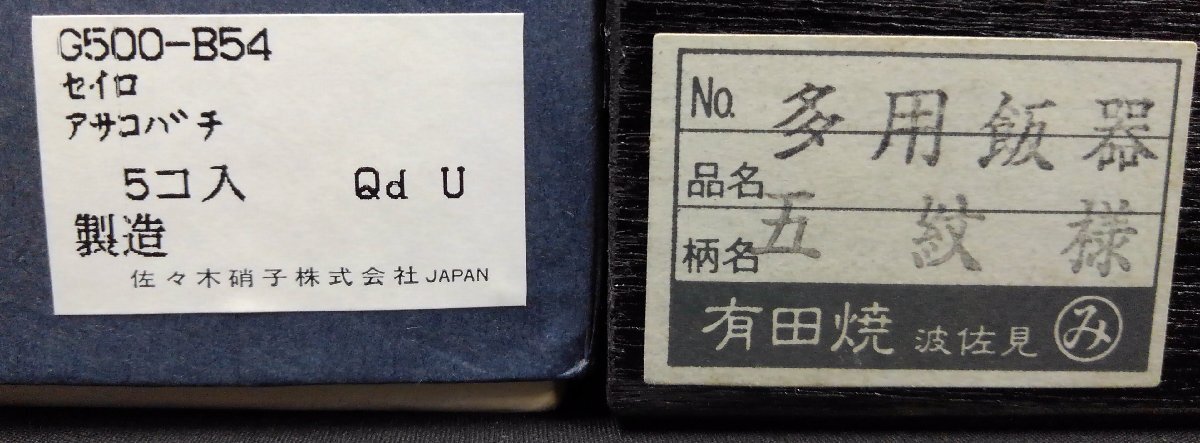 G500-B54
セイロ
アサコバチ
5コ入 Qd U
製造
佐々木硝子株式会社 JAPAN
No. 多用飯器
品名
柄名 五紋様
有田焼 波佐見 み